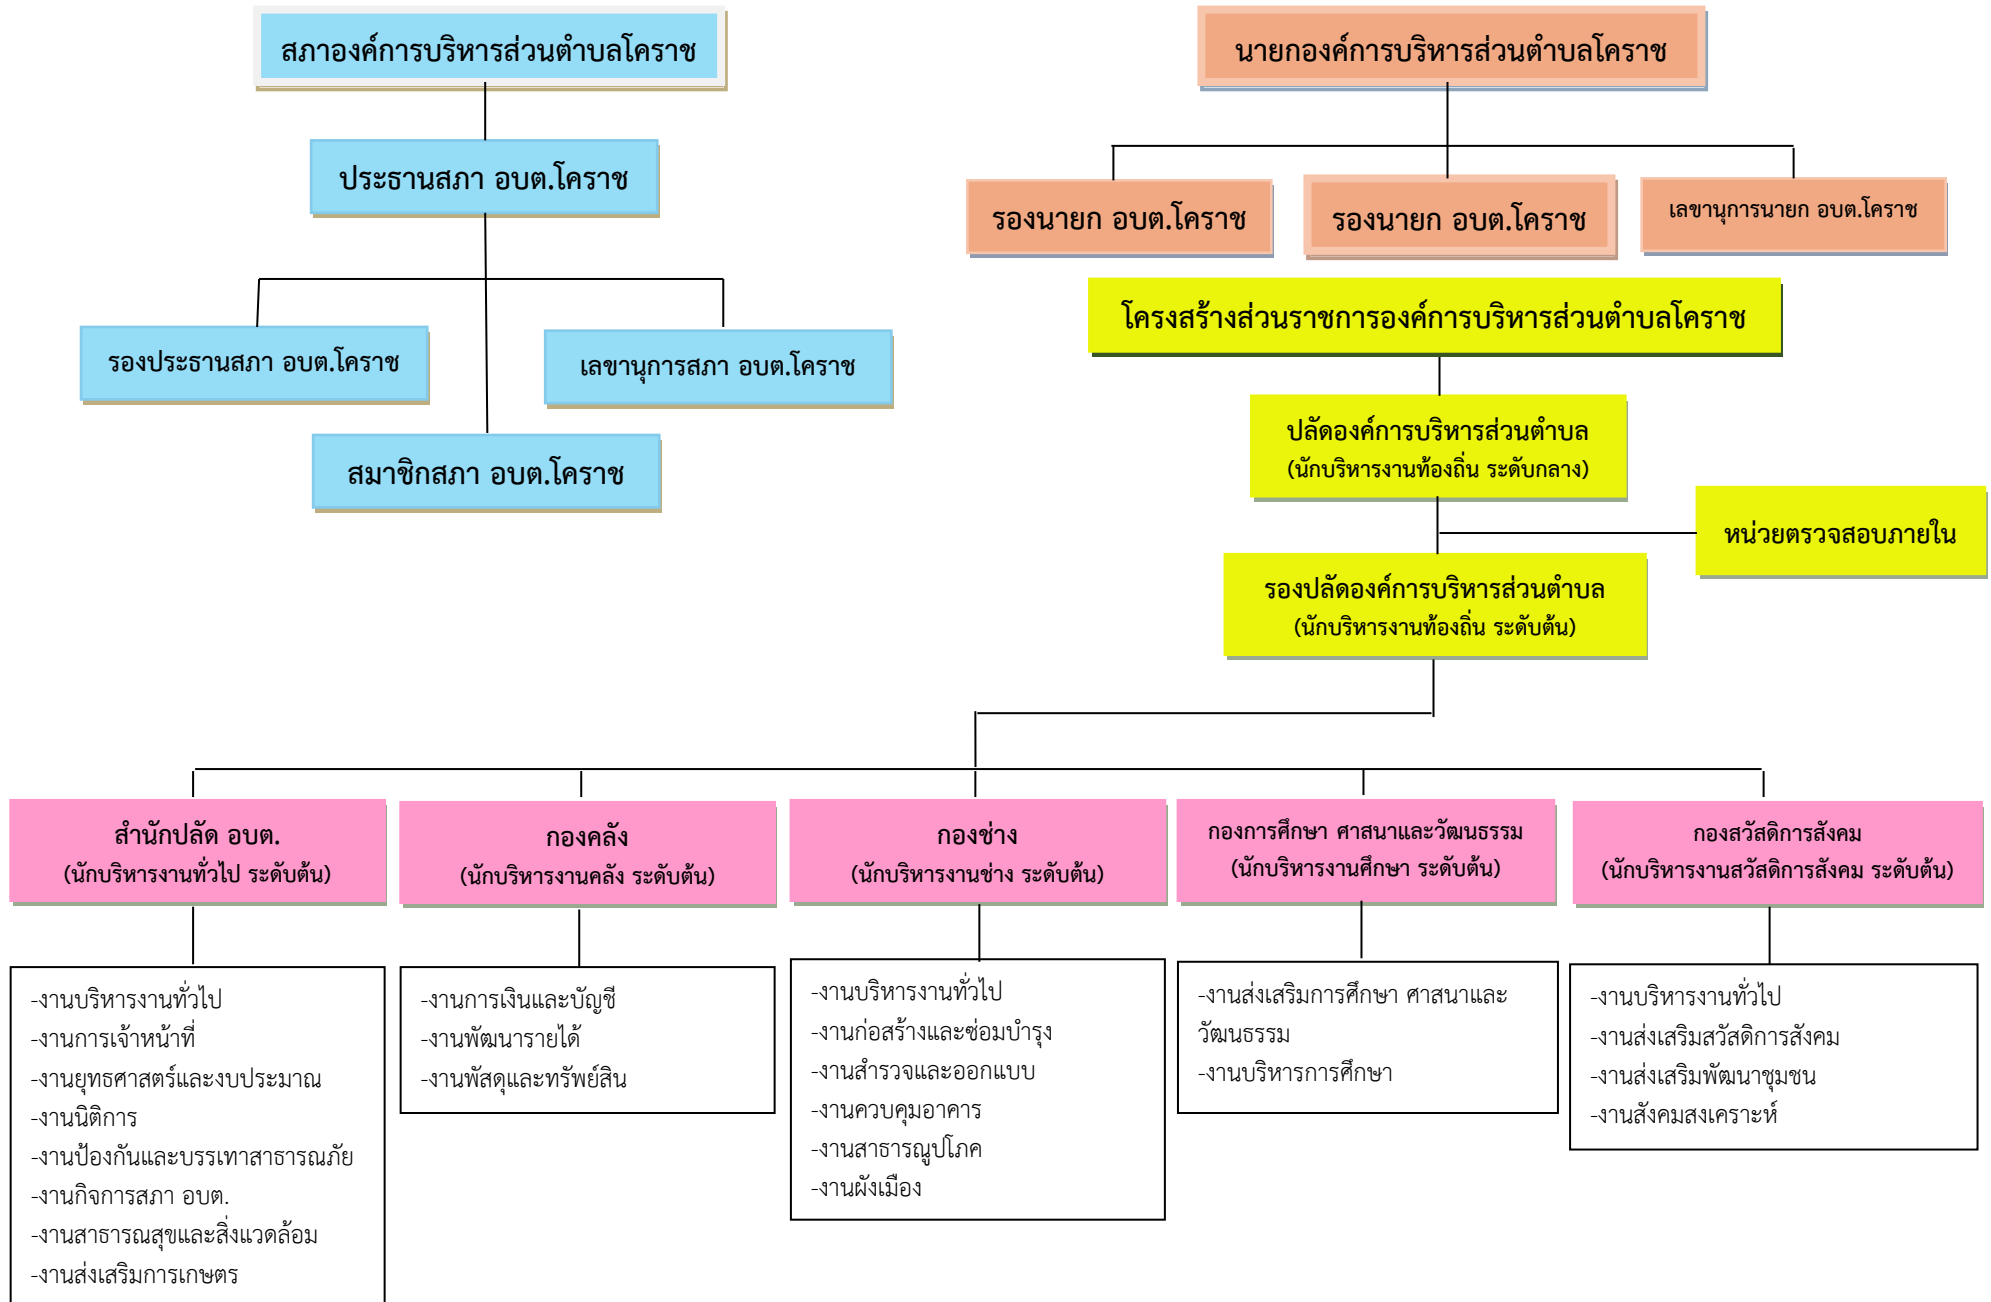 สภาองค์การบริหารส่วนตำบลโคราช
ประธานสภา อบต.โคราช
รองประธานสภา อบต.โคราช
เลขานุการสภา อบต.โคราช
สมาชิกสภา อบต.โคราช
นายกองค์การบริหารส่วนตำบลโคราช
รองนายก อบต.โคราช
รองนายก อบต.โคราช
เลขานุการนายก อบต.โคราช
โครงสร้างส่วนราชการองค์การบริหารส่วนตำบลโคราช
ปลัดองค์การบริหารส่วนตำบล
(นักบริหารงานท้องถิ่น ระดับกลาง)
หน่วยตรวจสอบภายใน
รองปลัดองค์การบริหารส่วนตำบล
(นักบริหารงานท้องถิ่น ระดับต้น)
สำนักปลัด อบต.
(นักบริหารงานทั่วไป ระดับต้น)
-งานบริหารงานทั่วไป
-งานการเจ้าหน้าที่
-งานยุทธศาสตร์และงบประมาณ
-งานนิติการ
-งานป้องกันและบรรเทาสาธารณภัย
-งานกิจการสภา อบต.
-งานสาธารณสุขและสิ่งแวดล้อม
-งานส่งเสริมการเกษตร
กองคลัง
(นักบริหารงานคลัง ระดับต้น)
-งานการเงินและบัญชี
-งานพัฒนารายได้
-งานพัสดุและทรัพย์สิน
กองช่าง
(นักบริหารงานช่าง ระดับต้น)
-งานบริหารงานทั่วไป
-งานก่อสร้างและซ่อมบำรุง
-งานสำรวจและออกแบบ
-งานควบคุมอาคาร
-งานสาธารณูปโภค
-งานผังเมือง
กองการศึกษา ศาสนาและวัฒนธรรม
(นักบริหารงานศึกษา ระดับต้น)
-งานส่งเสริมการศึกษา ศาสนาและ
วัฒนธรรม
-งานบริหารการศึกษา
กองสวัสดิการสังคม
(นักบริหารงานสวัสดิการสังคม ระดับต้น)
-งานบริหารงานทั่วไป
-งานส่งเสริมสวัสดิการสังคม
-งานส่งเสริมพัฒนาชุมชน
-งานสังคมสงเคราะห์